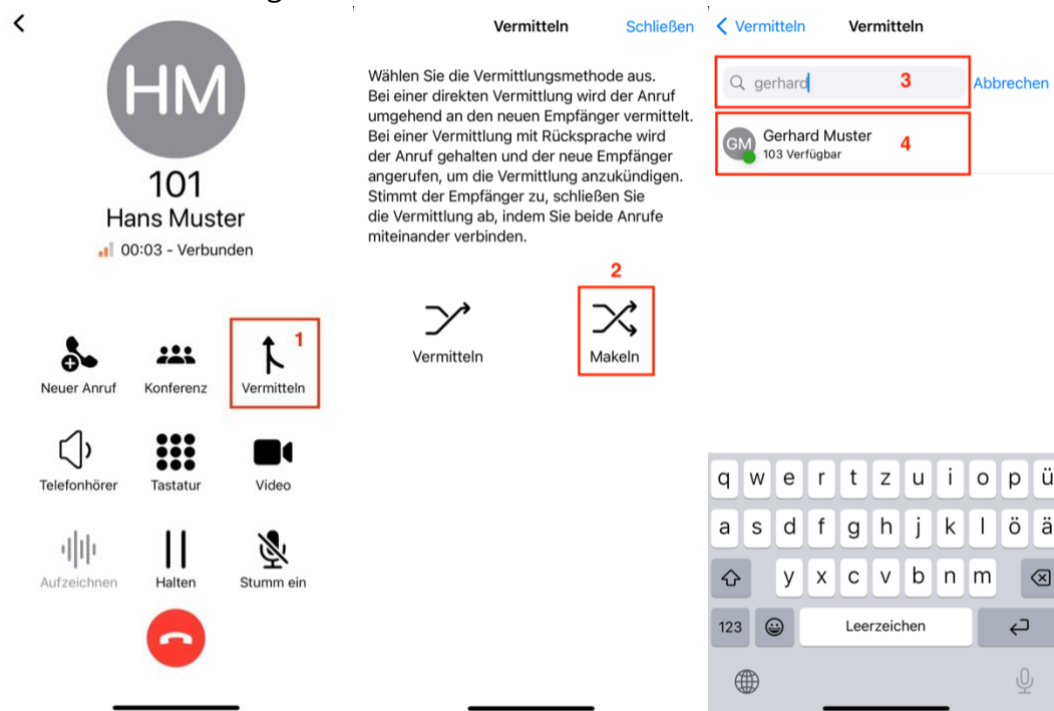 HM
101
Hans Muster
00:03 - Verbunden
1
Neuer Anruf
Konferenz
Vermitteln
Telefonhörer
Tastatur
Video
Aufzeichnen
Halten
Stumm ein
Vermitteln
Schließen
Wählen Sie die Vermittlungsmethode aus.
Bei einer direkten Vermittlung wird der Anruf
umgehend an den neuen Empfänger vermittelt.
Bei einer Vermittlung mit Rücksprache wird
der Anruf gehalten und der neue Empfänger
angerufen, um die Vermittlung anzukündigen.
Stimmt der Empfänger zu, schließen Sie
die Vermittlung ab, indem Sie beide Anrufe
miteinander verbinden.
2
Vermitteln
Makeln
Vermitteln
Vermitteln
gerhard
3
Abbrechen
GM
Gerhard Muster
103 Verfügbar
4
q w e r t z u i o p ü
a s d f g h j k l ö ä
y x c v b n m
123
Leerzeichen